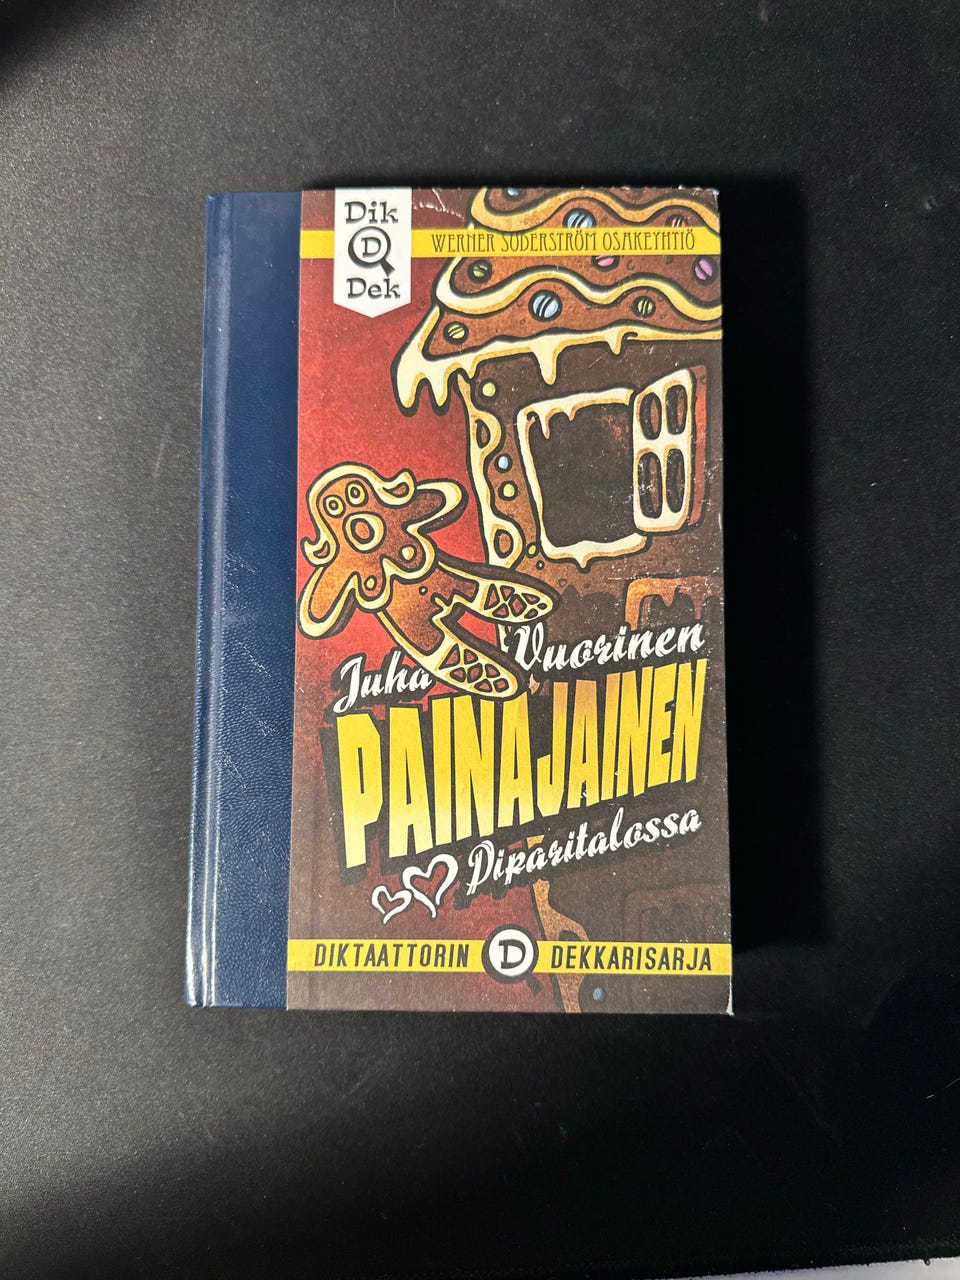 Dik
D
Dek
WERNER SÖDERSTRÖM OSAKEYHTIÖ
Juha Vuorinen
PAINAJAINEN
Piparitalossa
DIKTAATTORIN D DEKKARISARJA